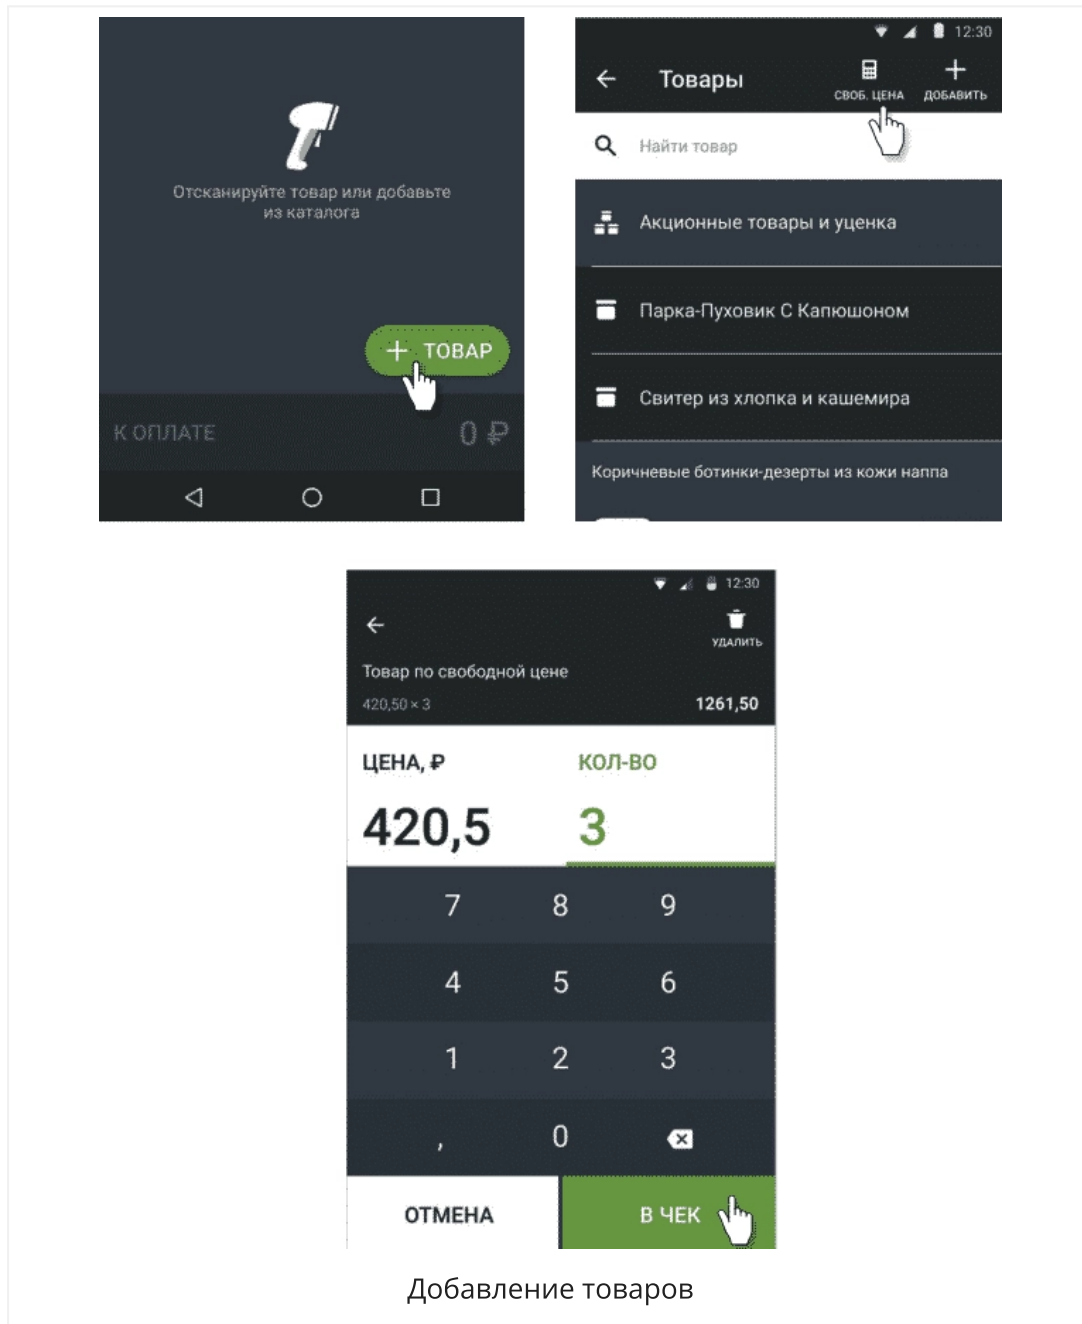 Отсканируйте товар или добавьте
из каталога
+ ТОВАР
К ОПЛАТЕ 0 ₽
12:30
Товары
СВОБ. ЦЕНА ДОБАВИТЬ
Найти товар
Акционные товары и уценка
Парка-Пуховик С Капюшоном
Свитер из хлопка и кашемира
Коричневые ботинки-дезерты из кожи наппа
12:30
УДАЛИТЬ
Товар по свободной цене
420,50 × 3 1261,50
ЦЕНА, ₽ КОЛ-ВО
420,5 3
7 8 9
4 5 6
1 2 3
, 0
ОТМЕНА В ЧЕК
Добавление товаров